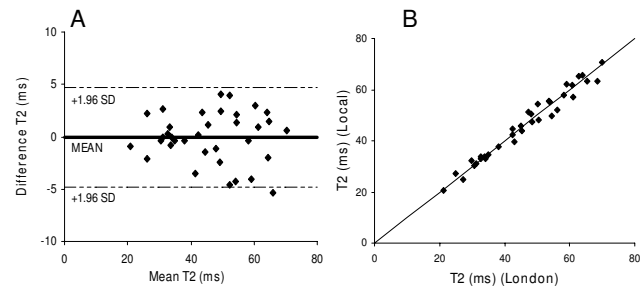 A
Difference T2 (ms)
10
5
0
-5
-10
+1.96 SD
MEAN
+1.96 SD
0
20
40
60
80
Mean T2 (ms)
B
T2 (ms) (Local)
80
60
40
20
0
0
20
40
60
80
T2 (ms) (London)